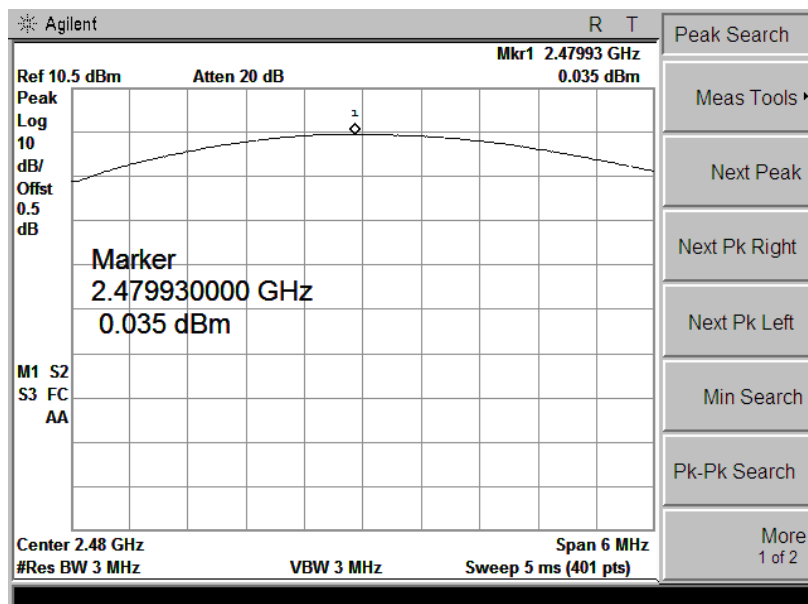 Agilent R T
Mkr1 2.47993 GHz
Ref 10.5 dBm Atten 20 dB 0.035 dBm
Peak
Log
10
dB/
Offst
0.5
dB
1
Marker
2.479930000 GHz
0.035 dBm
M1 S2
S3 FC
AA
Center 2.48 GHz Span 6 MHz
#Res BW 3 MHz VBW 3 MHz Sweep 5 ms (401 pts)
Peak Search
Meas Tools
Next Peak
Next Pk Right
Next Pk Left
Min Search
Pk-Pk Search
More
1 of 2